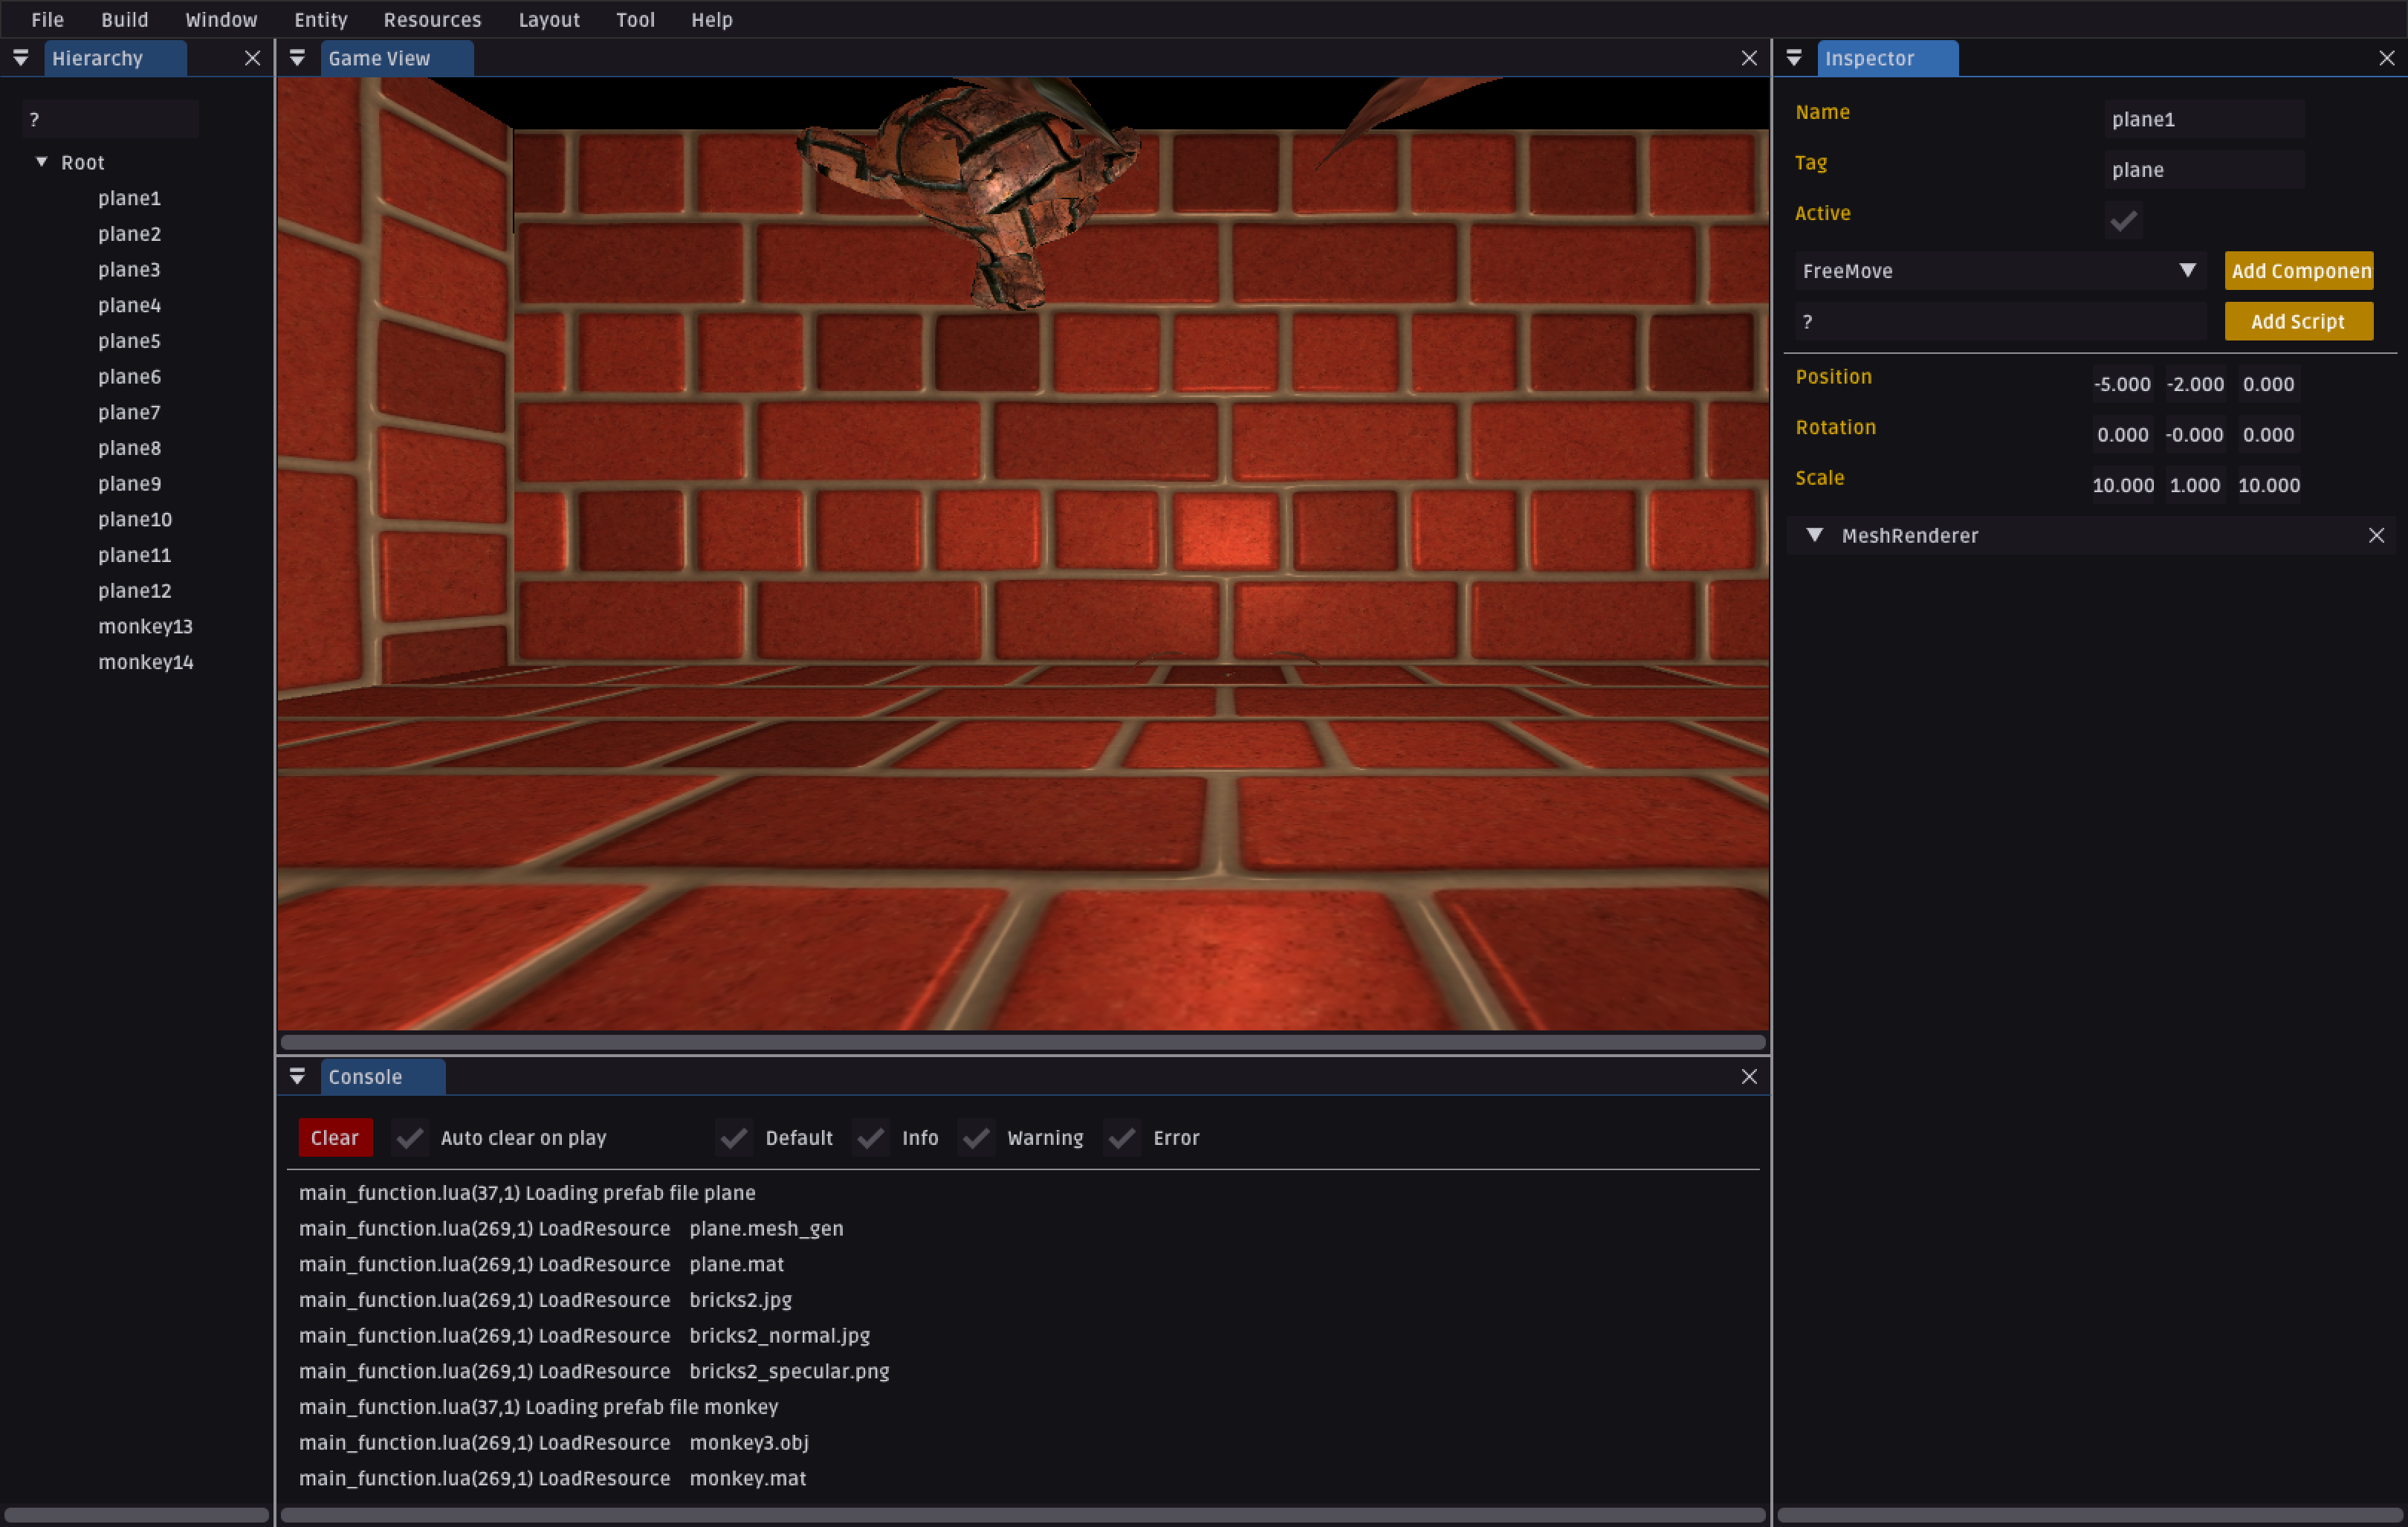 File Build Window Entity Resources Layout Tool Help
Hierarchy
?
Root
plane1
plane2
plane3
plane4
plane5
plane6
plane7
plane8
plane9
plane10
plane11
plane12
monkey13
monkey14
Game View
Console
Clear Auto clear on play Default Info Warning Error
main_function.lua(37,1) Loading prefab file plane
main_function.lua(269,1) LoadResource plane.mesh_gen
main_function.lua(269,1) LoadResource plane.mat
main_function.lua(269,1) LoadResource bricks2.jpg
main_function.lua(269,1) LoadResource bricks2_normal.jpg
main_function.lua(269,1) LoadResource bricks2_specular.png
main_function.lua(37,1) Loading prefab file monkey
main_function.lua(269,1) LoadResource monkey3.obj
main_function.lua(269,1) LoadResource monkey.mat
Inspector
Name plane1
Tag plane
Active
FreeMove Add Componen
? Add Script
Position -5.000 -2.000 0.000
Rotation 0.000 -0.000 0.000
Scale 10.000 1.000 10.000
MeshRenderer